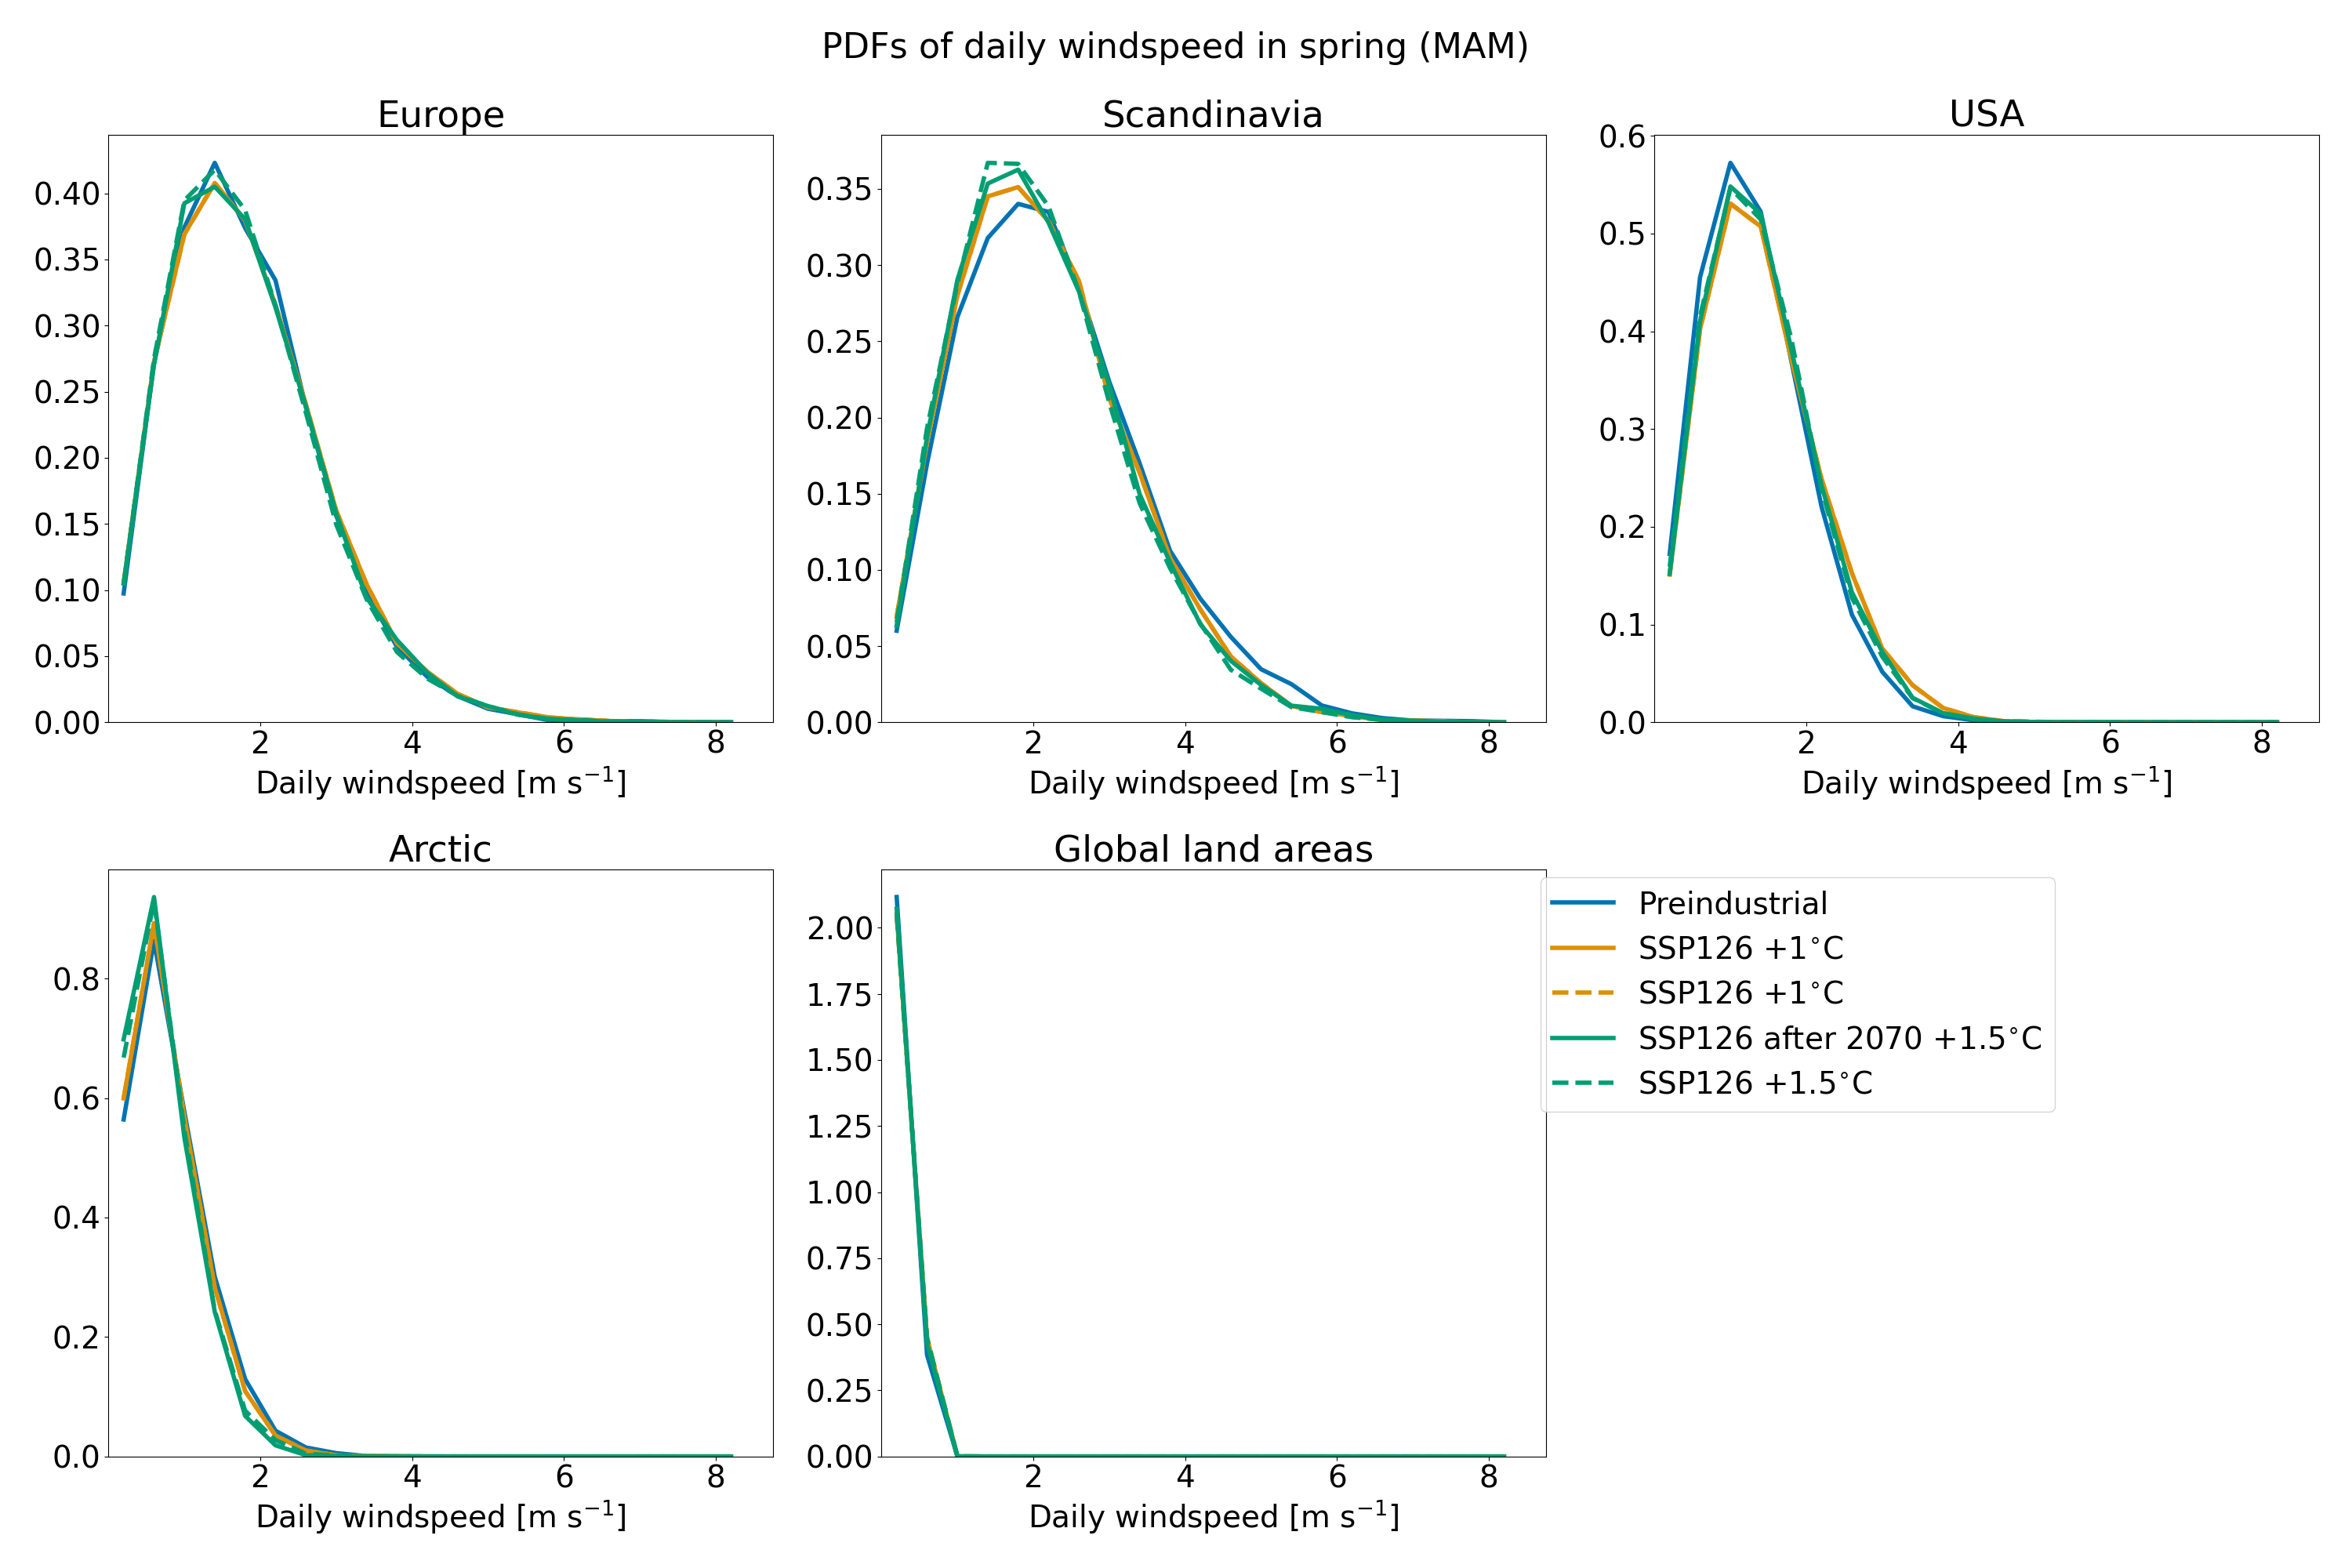 PDFs of daily windspeed in spring (MAM)
Europe
0.40
0.35
0.30
0.25
0.20
0.15
0.10
0.05
0.00
2 4 6 8
Daily windspeed [m s⁻¹]
Scandinavia
0.35
0.30
0.25
0.20
0.15
0.10
0.05
0.00
2 4 6 8
Daily windspeed [m s⁻¹]
USA
0.6
0.5
0.4
0.3
0.2
0.1
0.0
2 4 6 8
Daily windspeed [m s⁻¹]
Arctic
0.8
0.6
0.4
0.2
0.0
2 4 6 8
Daily windspeed [m s⁻¹]
Global land areas
2.00
1.75
1.50
1.25
1.00
0.75
0.50
0.25
0.00
2 4 6 8
Daily windspeed [m s⁻¹]
Preindustrial
SSP126 +1°C
SSP126 +1°C
SSP126 after 2070 +1.5°C
SSP126 +1.5°C